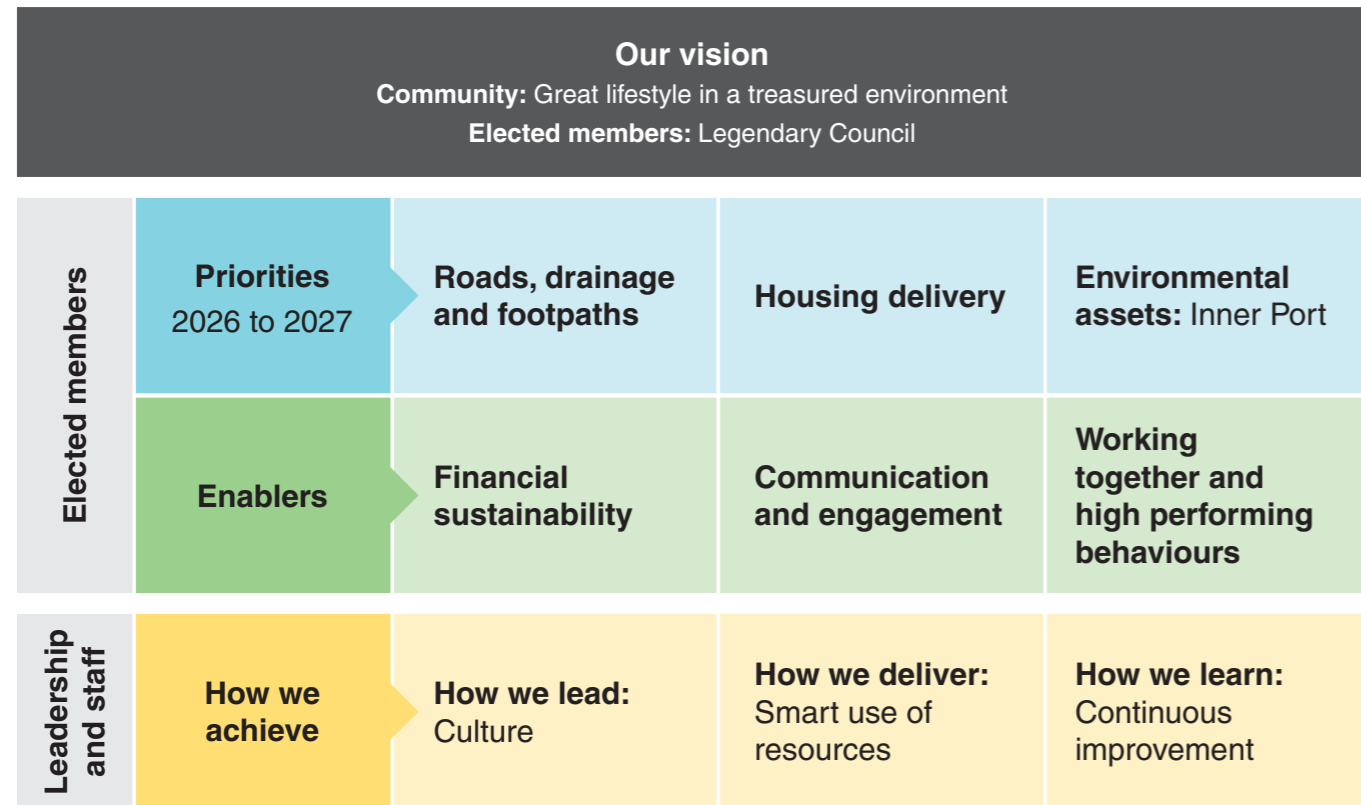 Our vision
Community: Great lifestyle in a treasured environment
Elected members: Legendary Council
Elected members
Priorities
2026 to 2027
Roads, drainage
and footpaths
Housing delivery
Environmental
assets: Inner Port
Enablers
Financial
sustainability
Communication
and engagement
Working
together and
high performing
behaviours
Leadership
and staff
How we
achieve
How we lead:
Culture
How we deliver:
Smart use of
resources
How we learn:
Continuous
improvement